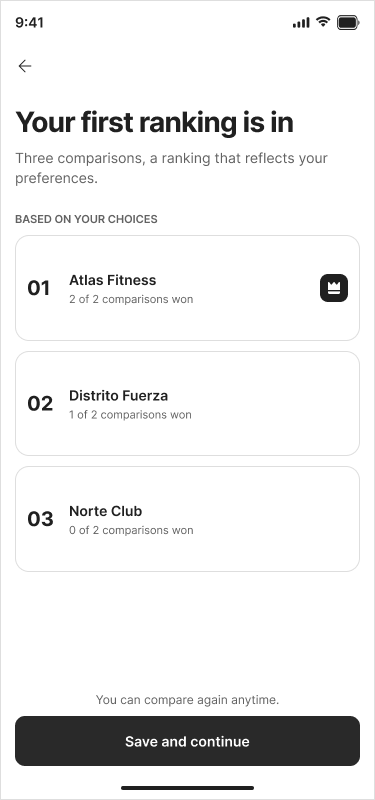 9:41
Your first ranking is in
Three comparisons, a ranking that reflects your
preferences.
BASED ON YOUR CHOICES
01
Atlas Fitness
2 of 2 comparisons won
02
Distrito Fuerza
1 of 2 comparisons won
03
Norte Club
0 of 2 comparisons won
You can compare again anytime.
Save and continue